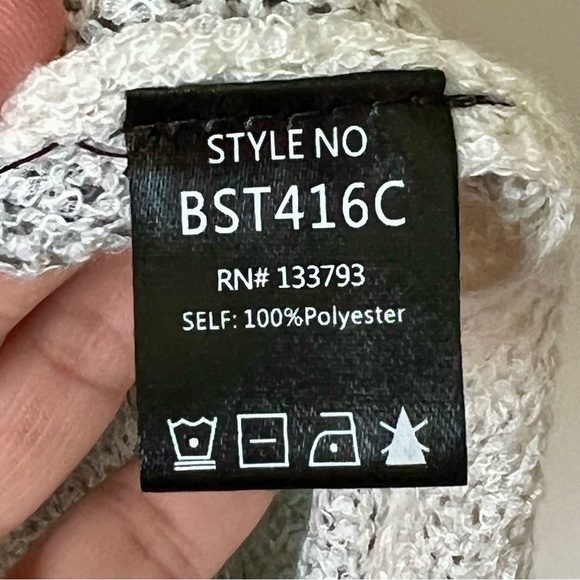 STYLE NO
BST416C
RN# 133793
SELF: 100%Polyester